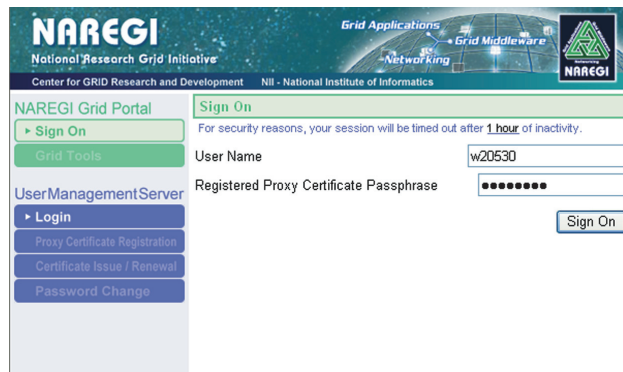 NAREGI
National Research Grid Initiative
Grid Applications
Grid Middleware
Networking
NAREGI
Center for GRID Research and Development NII - National Institute of Informatics
NAREGI Grid Portal
Sign On
Grid Tools
UserManagementServer
Login
Proxy Certificate Registration
Certificate Issue / Renewal
Password Change
Sign On
For security reasons, your session will be timed out after 1 hour of inactivity.
User Name w20530
Registered Proxy Certificate Passphrase ●●●●●●●●
Sign On